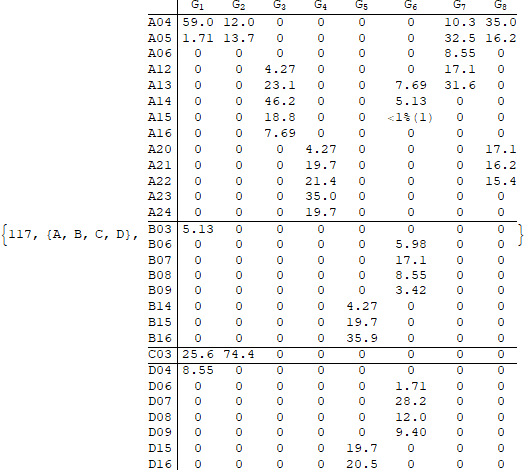 G₁ G₂ G₃ G₄ G₅ G₆ G₇ G₈
A04 59.0 12.0 0 0 0 0 10.3 35.0
A05 1.71 13.7 0 0 0 0 32.5 16.2
A06 0 0 0 0 0 0 8.55 0
A12 0 0 4.27 0 0 0 17.1 0
A13 0 0 23.1 0 0 7.69 31.6 0
A14 0 0 46.2 0 0 5.13 0 0
A15 0 0 18.8 0 0 <1%(1) 0 0
A16 0 0 7.69 0 0 0 0 0
A20 0 0 0 4.27 0 0 0 17.1
A21 0 0 0 19.7 0 0 0 16.2
A22 0 0 0 21.4 0 0 0 15.4
A23 0 0 0 35.0 0 0 0 0
A24 0 0 0 19.7 0 0 0 0
{117, {A, B, C, D}, B03 5.13 0 0 0 0 0 0 0 }
B06 0 0 0 0 0 5.98 0 0
B07 0 0 0 0 0 17.1 0 0
B08 0 0 0 0 0 8.55 0 0
B09 0 0 0 0 0 3.42 0 0
B14 0 0 0 0 4.27 0 0 0
B15 0 0 0 0 19.7 0 0 0
B16 0 0 0 0 35.9 0 0 0
C03 25.6 74.4 0 0 0 0 0 0
D04 8.55 0 0 0 0 0 0 0
D06 0 0 0 0 0 1.71 0 0
D07 0 0 0 0 0 28.2 0 0
D08 0 0 0 0 0 12.0 0 0
D09 0 0 0 0 0 9.40 0 0
D15 0 0 0 0 19.7 0 0 0
D16 0 0 0 0 20.5 0 0 0